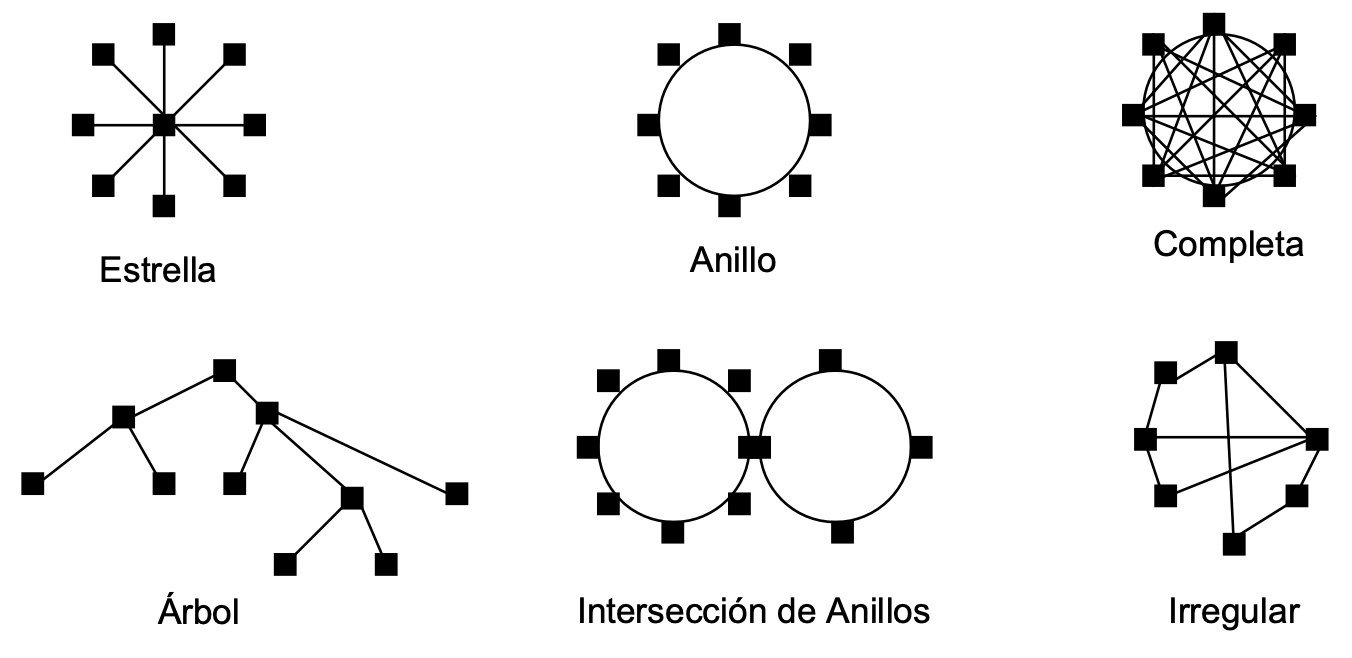 Estrella
Anillo
Completa
Árbol
Intersección de Anillos
Irregular